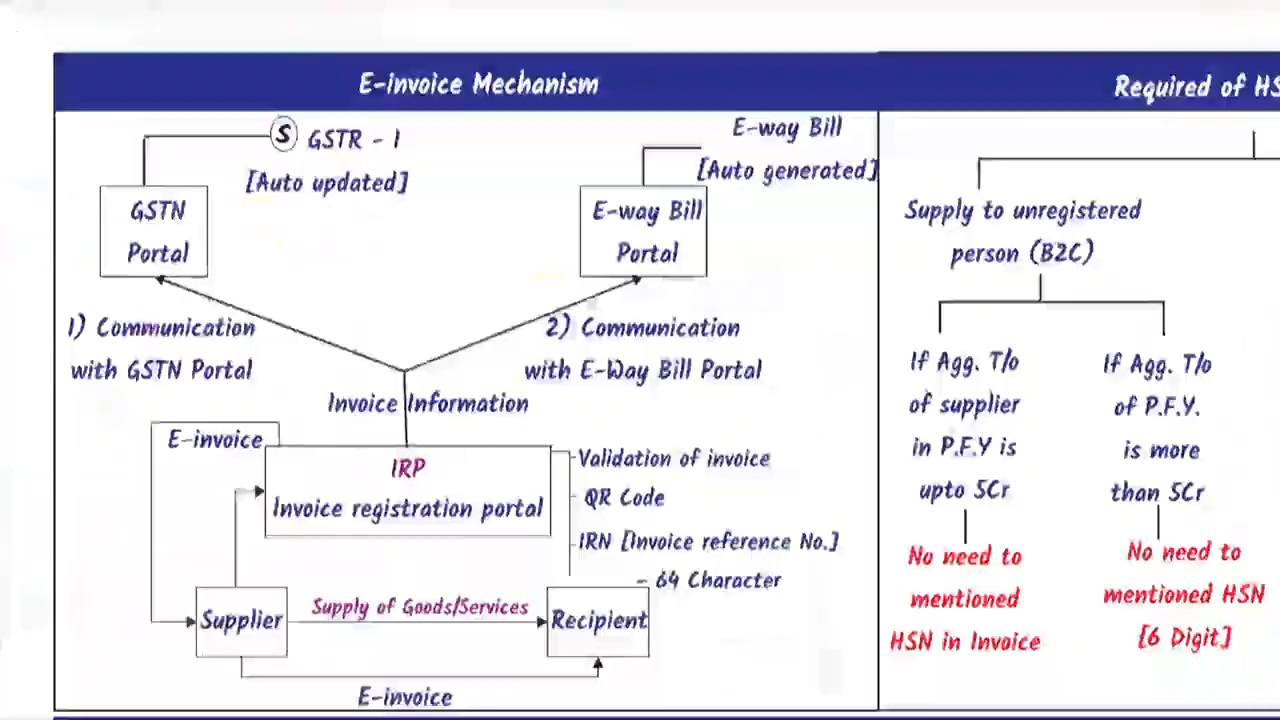 E-invoice Mechanism
S GSTR - 1
[Auto updated]
GSTN
Portal
E-way Bill
[Auto generated]
E-way Bill
Portal
1) Communication
with GSTN Portal
2) Communication
with E-Way Bill Portal
Invoice Information
E-invoice
IRP
Invoice registration portal
Validation of invoice
QR Code
IRN [Invoice reference No.]
- 64 Character
Supplier
Supply of Goods/Services
Recipient
E-invoice
Required of HS
Supply to unregistered
person (B2C)
If Agg. T/o
of supplier
in P.F.Y is
upto 5Cr
No need to
mentioned
HSN in Invoice
If Agg. T/o
of P.F.Y.
is more
than 5Cr
No need to
mentioned HSN
[6 Digit]